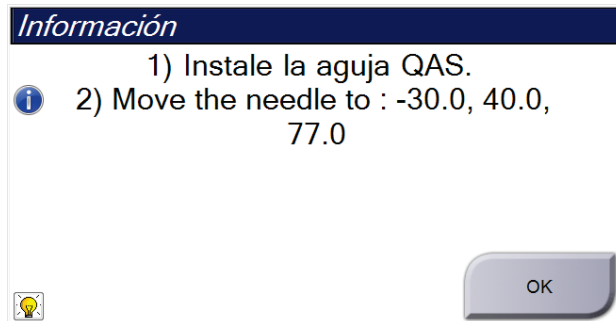 Información
1) Instale la aguja QAS.
2) Move the needle to : -30.0, 40.0,
77.0
OK